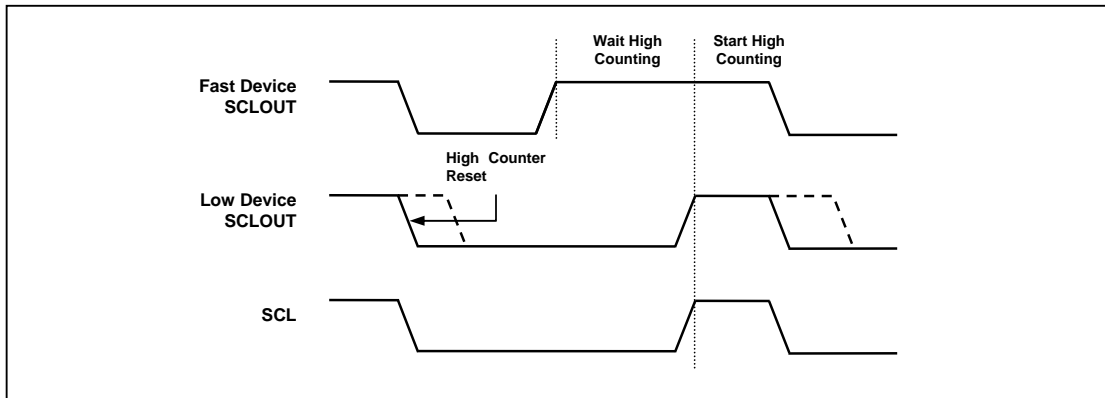 Wait High
Counting
Start High
Counting
Fast Device
SCLOUT
High Counter
Reset
Low Device
SCLOUT
SCL